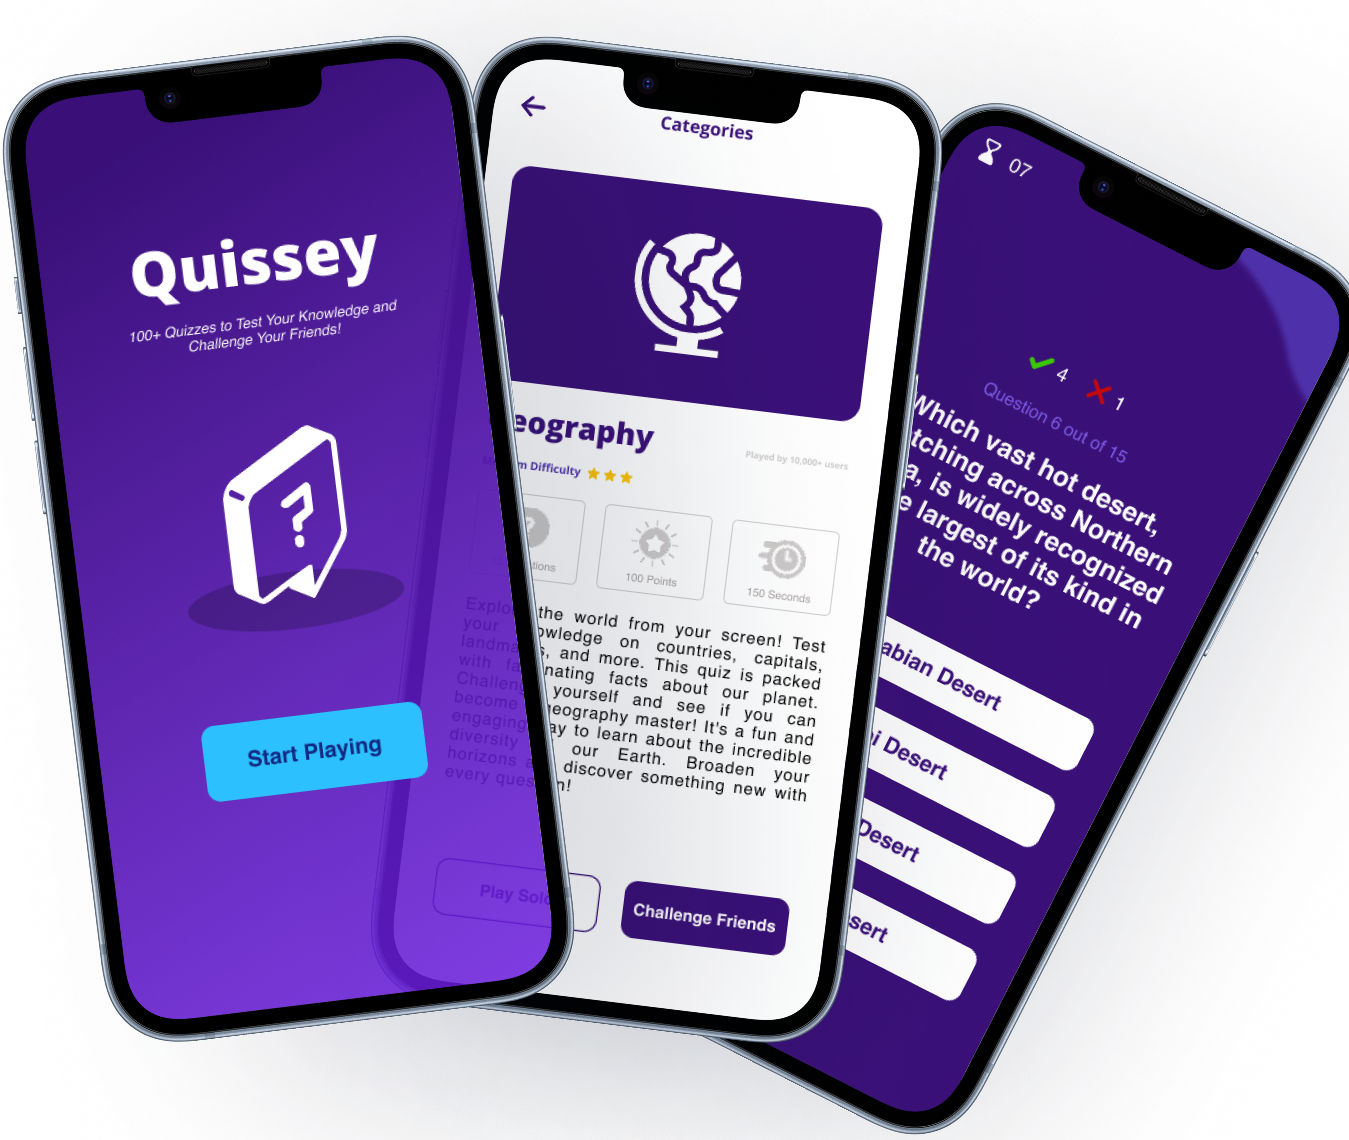 Quissey
100+ Quizzes to Test Your Knowledge and
Challenge Your Friends!
?
Start Playing
Categories
eography
m Difficulty
Played by 10,000+ users
tions
100 Points
150 Seconds
Explo the world from your screen! Test
your owledge on countries, capitals,
landma s, and more. This quiz is packed
with fa nating facts about our planet.
Challeng yourself and see if you can
become geography master! It's a fun and
engaging ay to learn about the incredible
diversity our Earth. Broaden your
horizons a discover something new with
every ques n!
Play Solo
Challenge Friends
07
4
1
Question 6 out of 15
Which vast hot desert,
tching across Northern
a, is widely recognized
e largest of its kind in
the world?
abian Desert
i Desert
Desert
sert